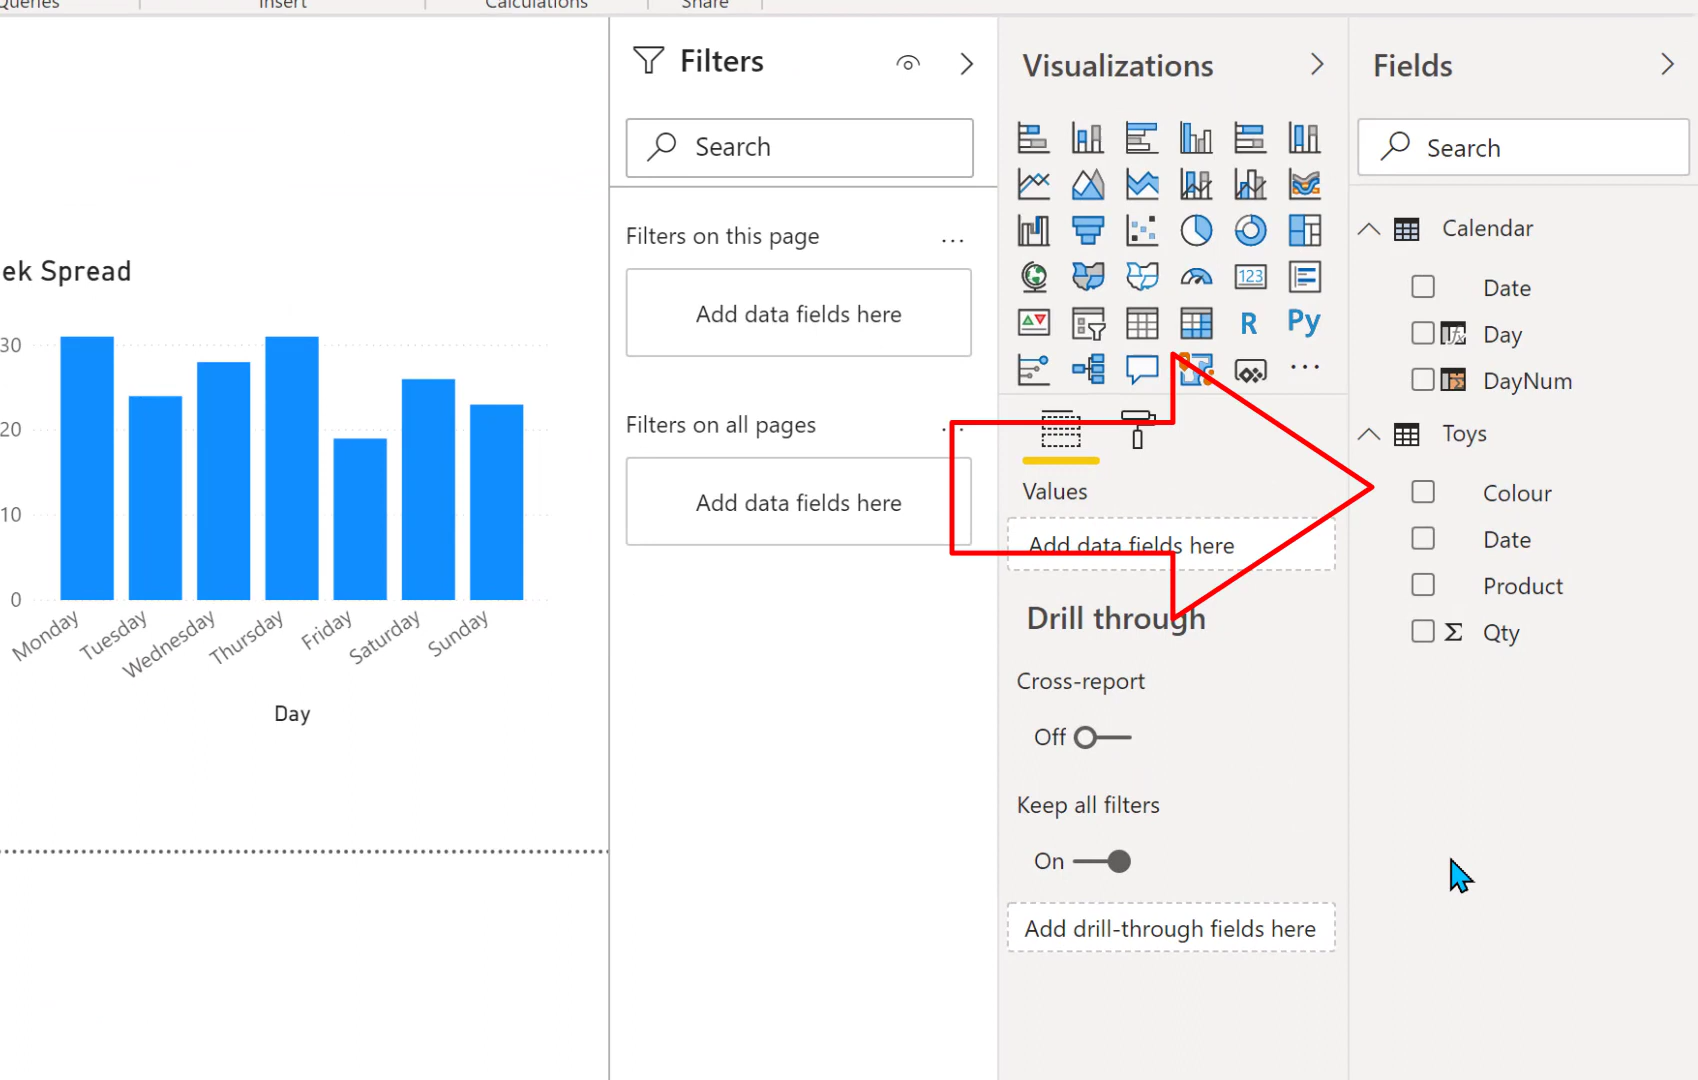 Queries Insert Calculations Share
ek Spread
30
20
10
0
Monday Tuesday Wednesday Thursday Friday Saturday Sunday
Day
Filters
Search
Filters on this page ...
Add data fields here
Filters on all pages ...
Add data fields here
Visualizations
123
R Py
...
Values
Add data fields here
Drill through
Cross-report
Off
Keep all filters
On
Add drill-through fields here
Fields
Search
Calendar
Date
fx Day
DayNum
Toys
Colour
Date
Product
Σ Qty